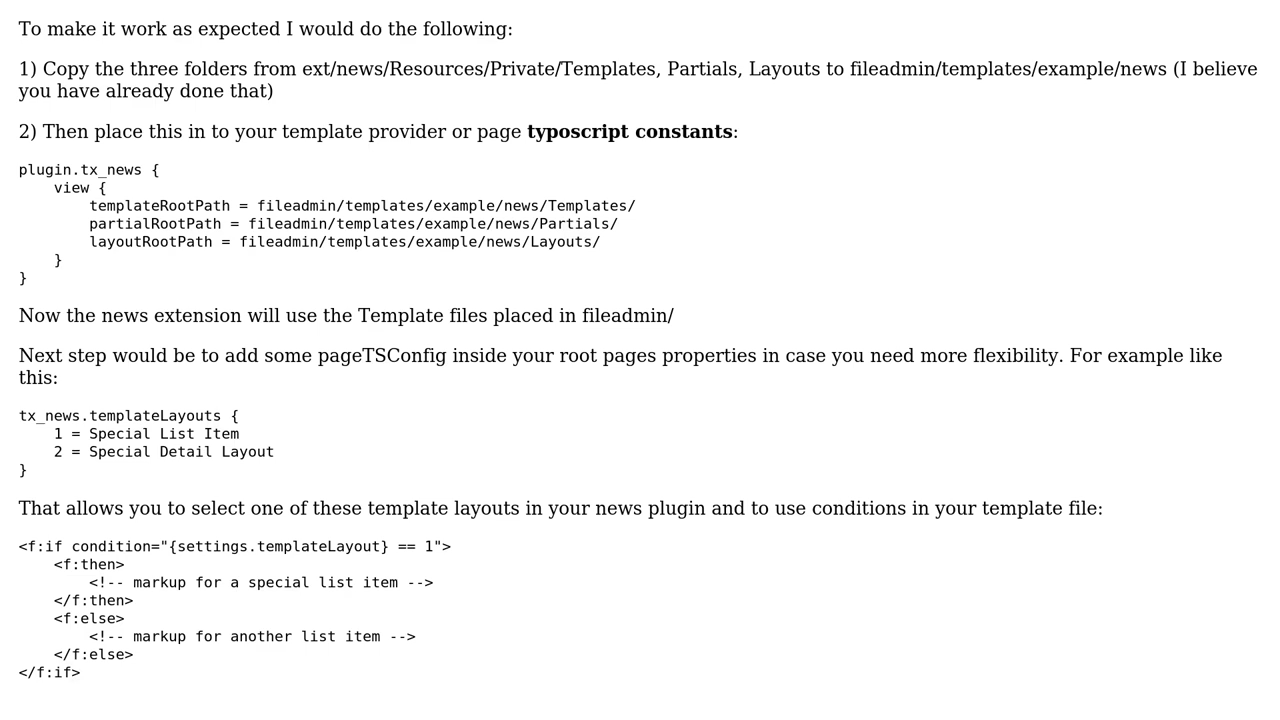 To make it work as expected I would do the following:
1) Copy the three folders from ext/news/Resources/Private/Templates, Partials, Layouts to fileadmin/templates/example/news (I believe
you have already done that)
2) Then place this in to your template provider or page typoscript constants:
plugin.tx_news {
    view {
        templateRootPath = fileadmin/templates/example/news/Templates/
        partialRootPath = fileadmin/templates/example/news/Partials/
        layoutRootPath = fileadmin/templates/example/news/Layouts/
    }
}
Now the news extension will use the Template files placed in fileadmin/
Next step would be to add some pageTSConfig inside your root pages properties in case you need more flexibility. For example like
this:
tx_news.templateLayouts {
    1 = Special List Item
    2 = Special Detail Layout
}
That allows you to select one of these template layouts in your news plugin and to use conditions in your template file:
<f:if condition="{settings.templateLayout} == 1">
    <f:then>
        <!-- markup for a special list item -->
    </f:then>
    <f:else>
        <!-- markup for another list item -->
    </f:else>
</f:if>